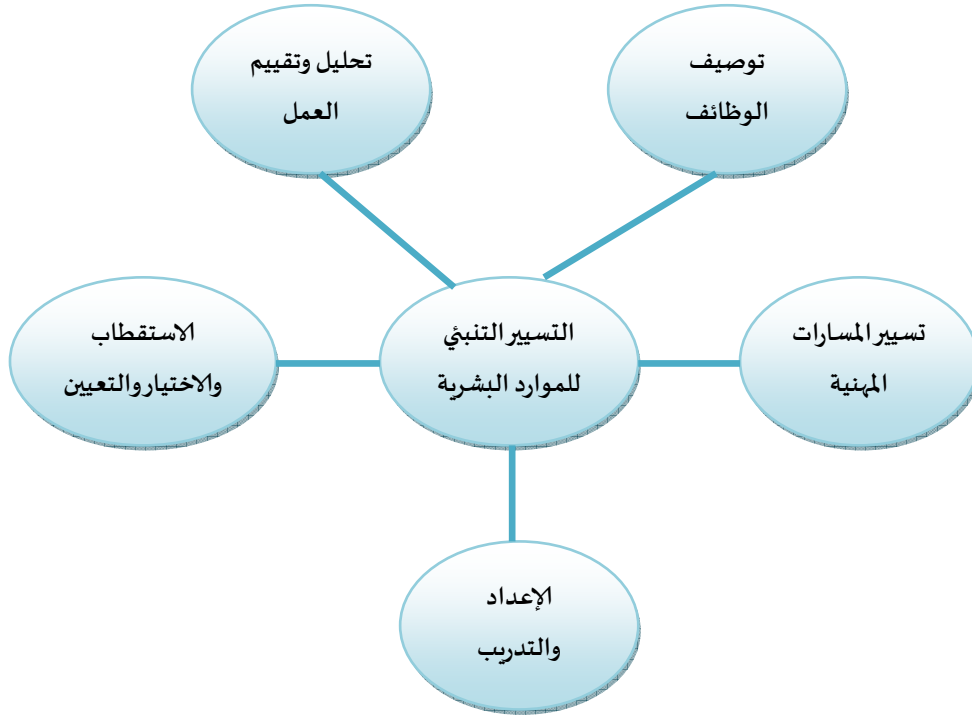 توصيف
الوظائف
تحليل وتقييم
العمل
تسيير المسارات
المهنية
التسيير التنبئي
للموارد البشرية
الاستقطاب
والاختيار والتعيين
الإعداد
والتدريب